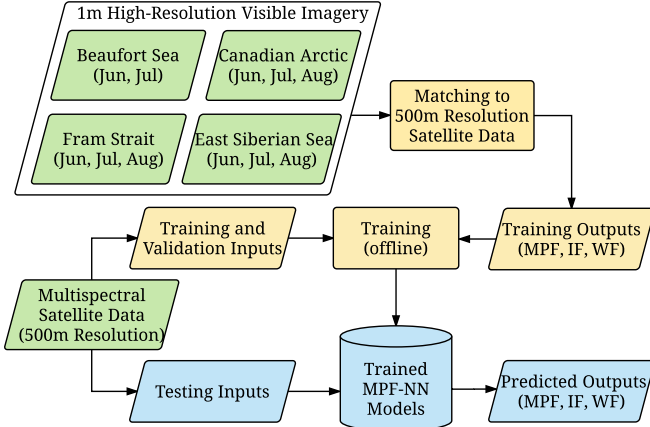 1m High-Resolution Visible Imagery
Beaufort Sea
(Jun, Jul)
Canadian Arctic
(Jun, Jul, Aug)
Fram Strait
(Jun, Jul, Aug)
East Siberian Sea
(Jun, Jul, Aug)
Matching to
500m Resolution
Satellite Data
Training and
Validation Inputs
Training
(offline)
Training Outputs
(MPF, IF, WF)
Multispectral
Satellite Data
(500m Resolution)
Testing Inputs
Trained
MPF-NN
Models
Predicted Outputs
(MPF, IF, WF)